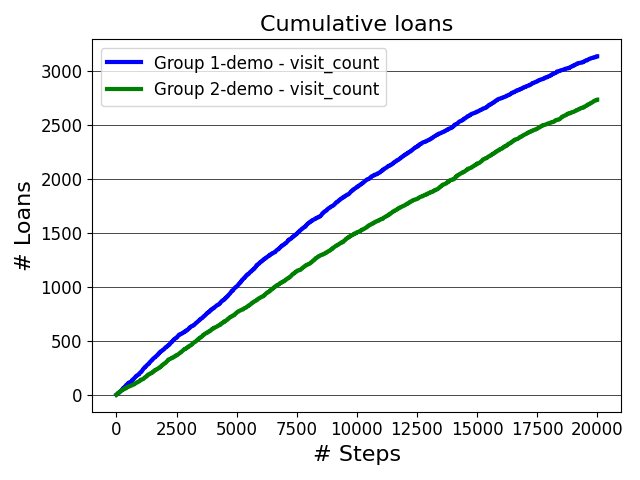 Cumulative loans
Group 1-demo - visit_count
Group 2-demo - visit_count
# Loans
3000
2500
2000
1500
1000
500
0
0 2500 5000 7500 10000 12500 15000 17500 20000
# Steps